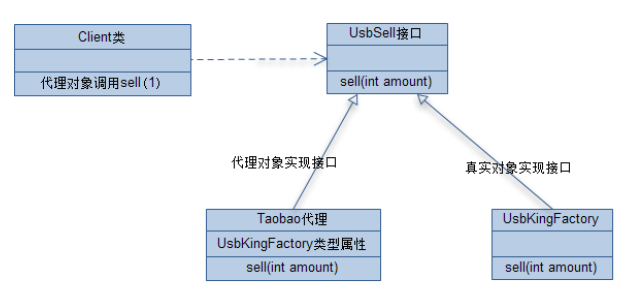 Client类
代理对象调用sell(1)
UsbSell接口
sell(int amount)
代理对象实现接口
真实对象实现接口
Taobao代理
UsbKingFactory类型属性
sell(int amount)
UsbKingFactory
sell(int amount)